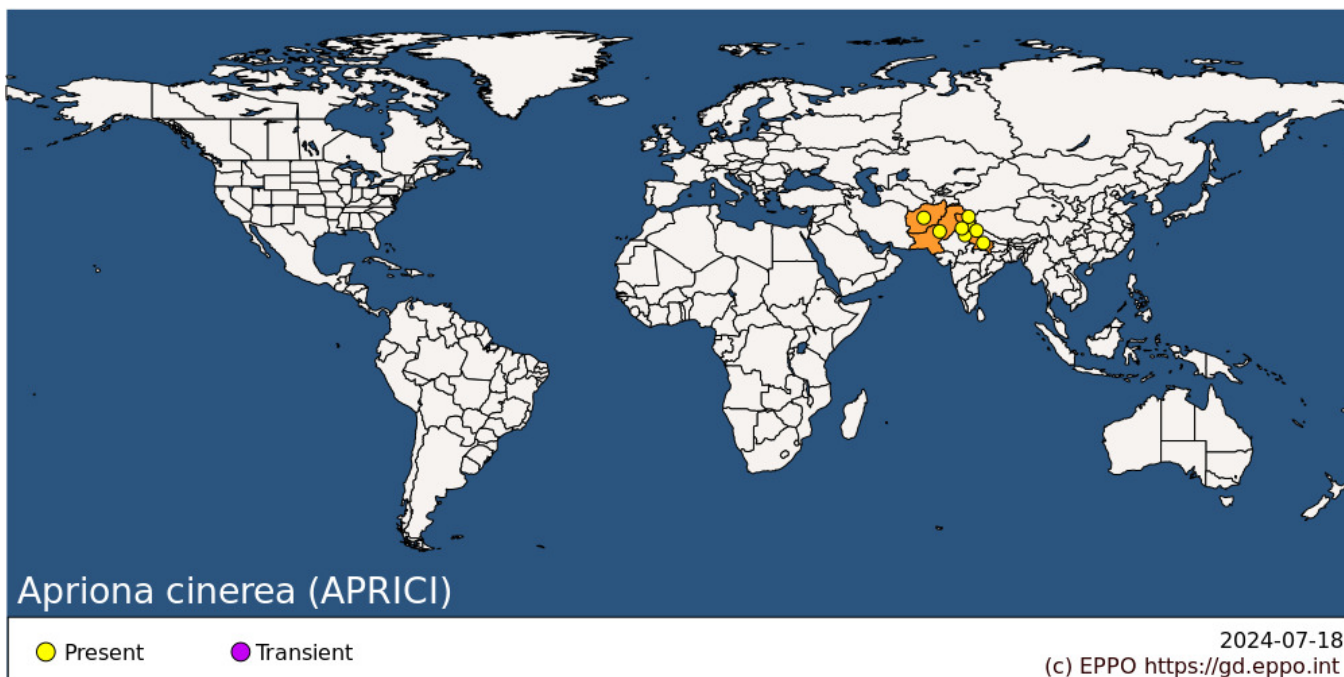 Apriona cinerea (APRICI)
Present
Transient
2024-07-18
(c) EPPO https://gd.eppo.int